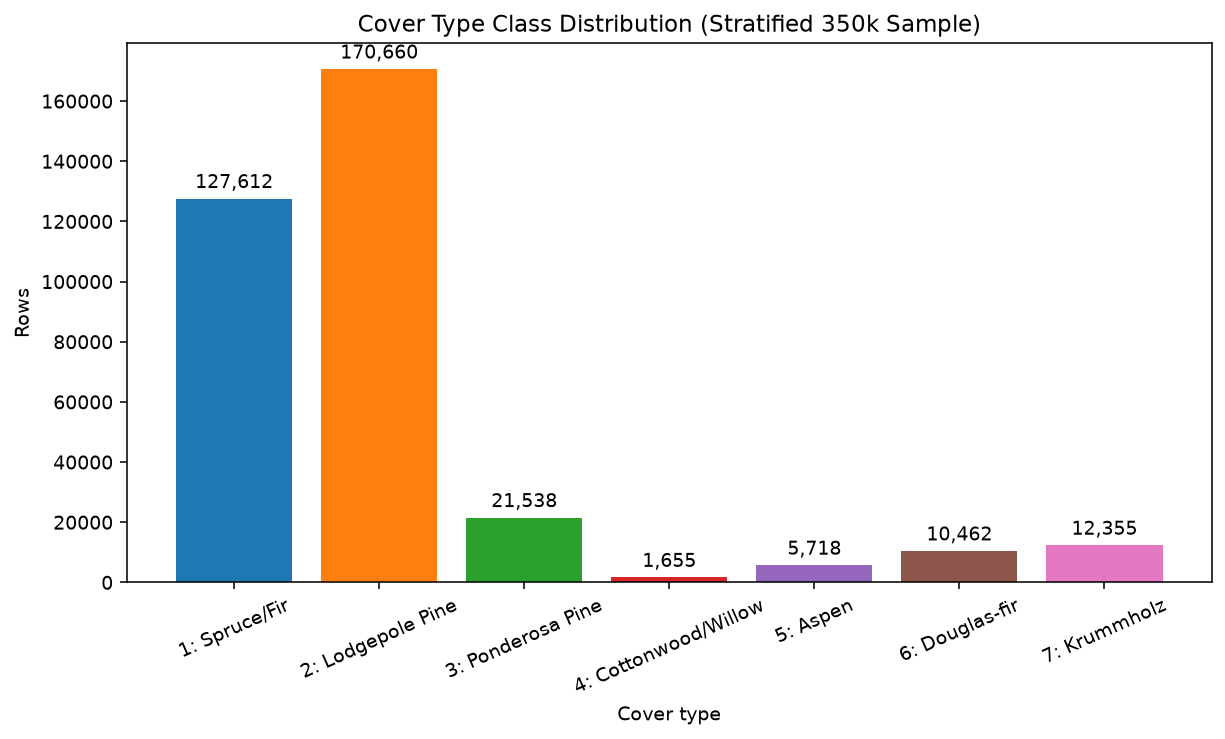 Cover Type Class Distribution (Stratified 350k Sample)
170,660
160000
127,612
140000
120000
100000
Rows
80000
60000
40000
21,538
20000
12,355
10,462
5,718
1,655
0
1: Spruce/Fir
2: Lodgepole Pine
3: Ponderosa Pine
4: Cottonwood/Willow
5: Aspen
6: Douglas-fir
7: Krummholz
Cover type